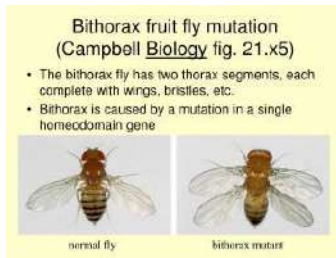 Bithorax fruit fly mutation
(Campbell Biology fig. 21.x5)
• The bithorax fly has two thorax segments, each
complete with wings, bristles, etc.
• Bithorax is caused by a mutation in a single
homeodomain gene
normal fly
bithorax mutant